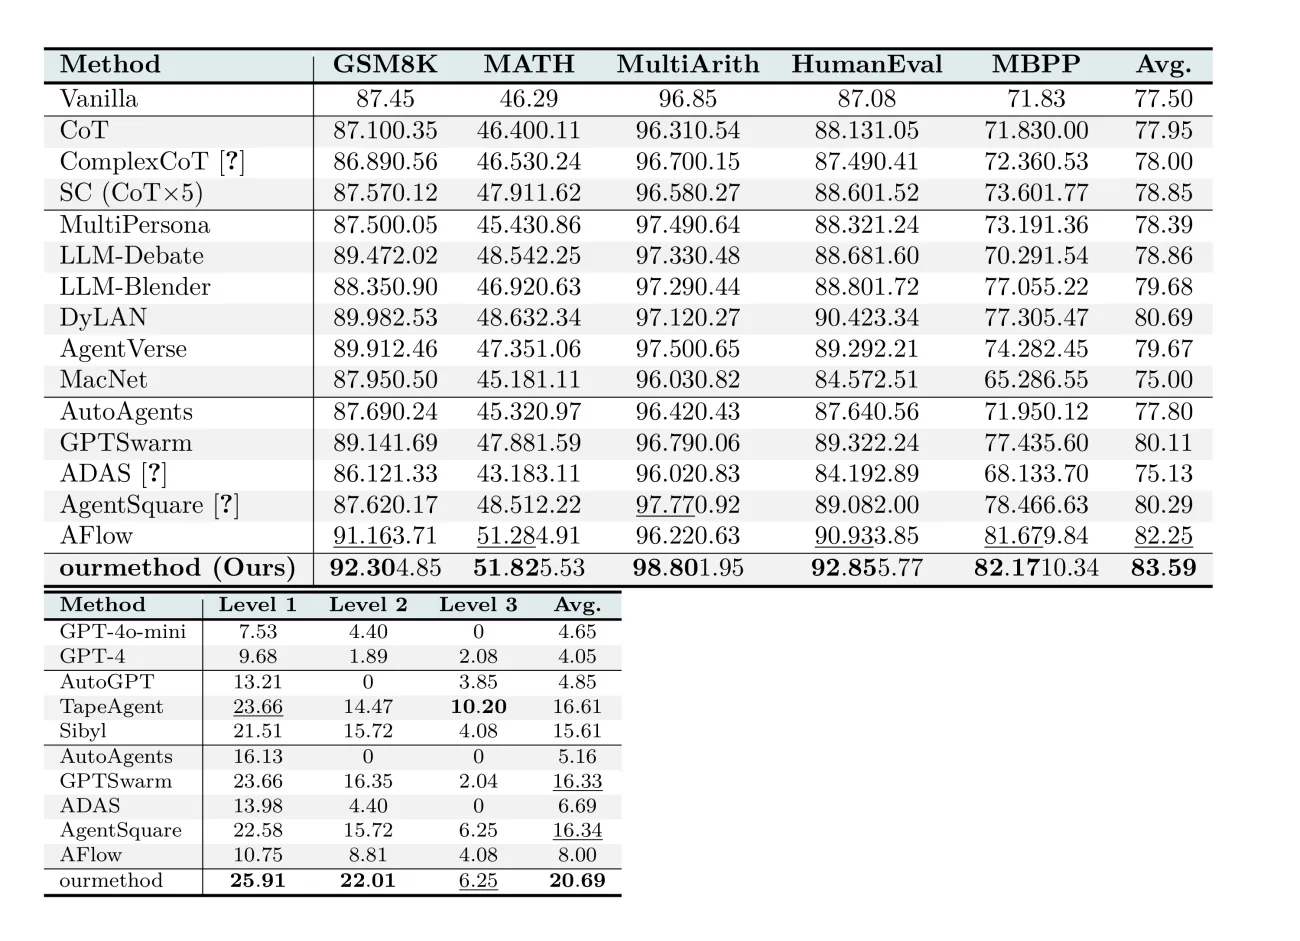 Method GSM8K MATH MultiArith HumanEval MBPP Avg.
Vanilla 87.45 46.29 96.85 87.08 71.83 77.50
CoT 87.100.35 46.400.11 96.310.54 88.131.05 71.830.00 77.95
ComplexCoT [?] 86.890.56 46.530.24 96.700.15 87.490.41 72.360.53 78.00
SC (CoT×5) 87.570.12 47.911.62 96.580.27 88.601.52 73.601.77 78.85
MultiPersona 87.500.05 45.430.86 97.490.64 88.321.24 73.191.36 78.39
LLM-Debate 89.472.02 48.542.25 97.330.48 88.681.60 70.291.54 78.86
LLM-Blender 88.350.90 46.920.63 97.290.44 88.801.72 77.055.22 79.68
DyLAN 89.982.53 48.632.34 97.120.27 90.423.34 77.305.47 80.69
AgentVerse 89.912.46 47.351.06 97.500.65 89.292.21 74.282.45 79.67
MacNet 87.950.50 45.181.11 96.030.82 84.572.51 65.286.55 75.00
AutoAgents 87.690.24 45.320.97 96.420.43 87.640.56 71.950.12 77.80
GPTSwarm 89.141.69 47.881.59 96.790.06 89.322.24 77.435.60 80.11
ADAS [?] 86.121.33 43.183.11 96.020.83 84.192.89 68.133.70 75.13
AgentSquare [?] 87.620.17 48.512.22 97.770.92 89.082.00 78.466.63 80.29
AFlow 91.163.71 51.284.91 96.220.63 90.933.85 81.679.84 82.25
ourmethod (Ours) 92.304.85 51.825.53 98.801.95 92.855.77 82.1710.34 83.59
Method Level 1 Level 2 Level 3 Avg.
GPT-4o-mini 7.53 4.40 0 4.65
GPT-4 9.68 1.89 2.08 4.05
AutoGPT 13.21 0 3.85 4.85
TapeAgent 23.66 14.47 10.20 16.61
Sibyl 21.51 15.72 4.08 15.61
AutoAgents 16.13 0 0 5.16
GPTSwarm 23.66 16.35 2.04 16.33
ADAS 13.98 4.40 0 6.69
AgentSquare 22.58 15.72 6.25 16.34
AFlow 10.75 8.81 4.08 8.00
ourmethod 25.91 22.01 6.25 20.69